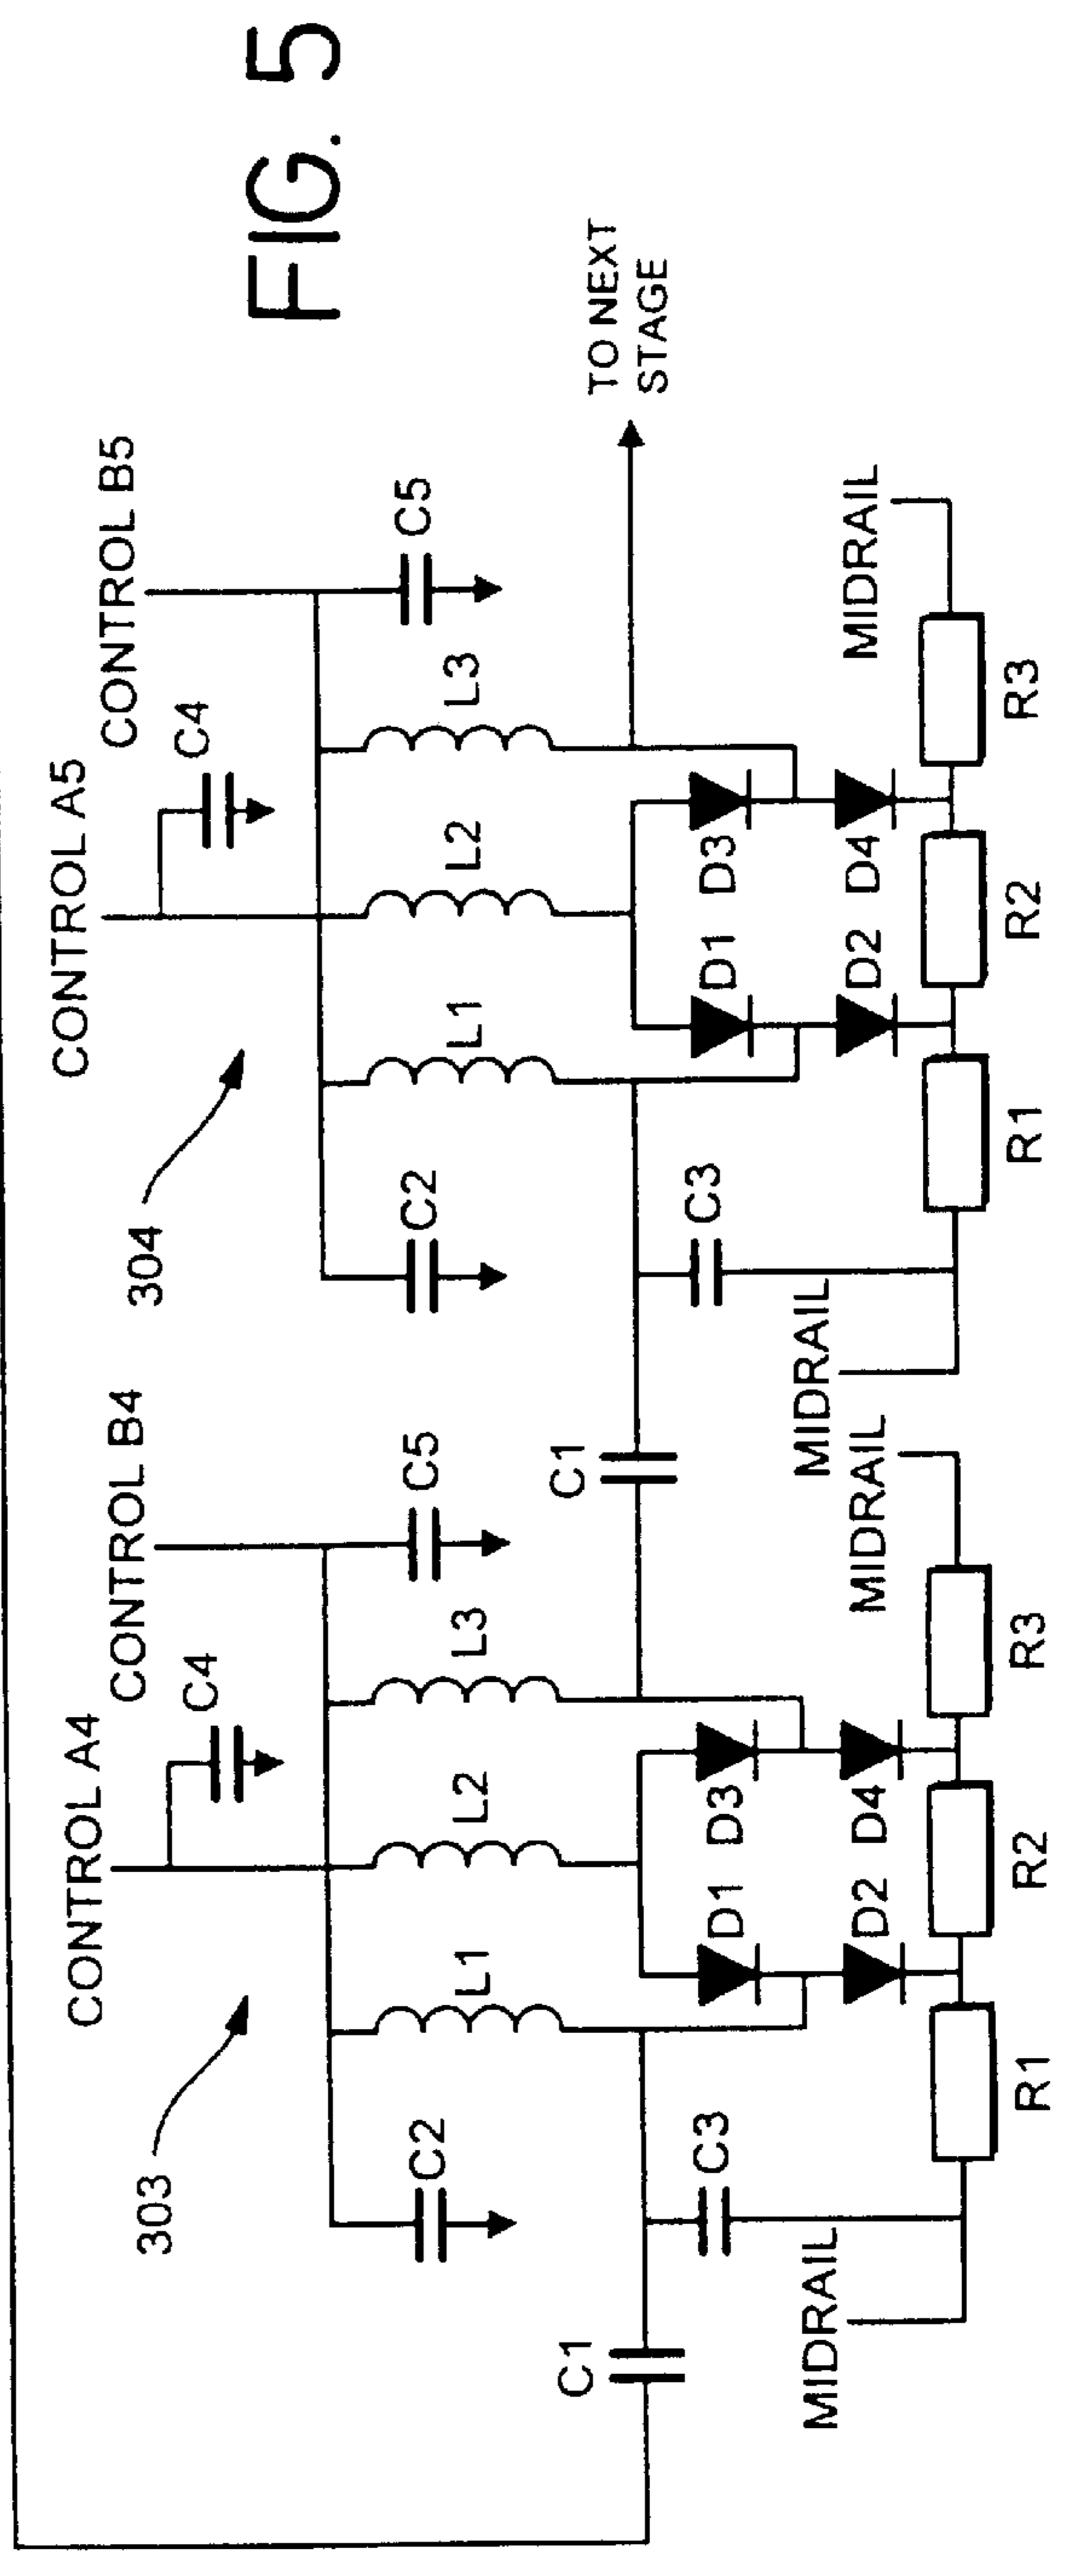 FIG. 5
CONTROL A4
CONTROL B4
CONTROL A5
CONTROL B5
C4
C4
303
304
C2
L1
L2
L3
C5
C2
L1
L2
L3
C5
C1
C1
TO NEXT
STAGE
C3
D1
D3
C3
D1
D3
MIDRAIL
D2
D4
MIDRAIL
MIDRAIL
D2
D4
MIDRAIL
R1
R2
R3
R1
R2
R3